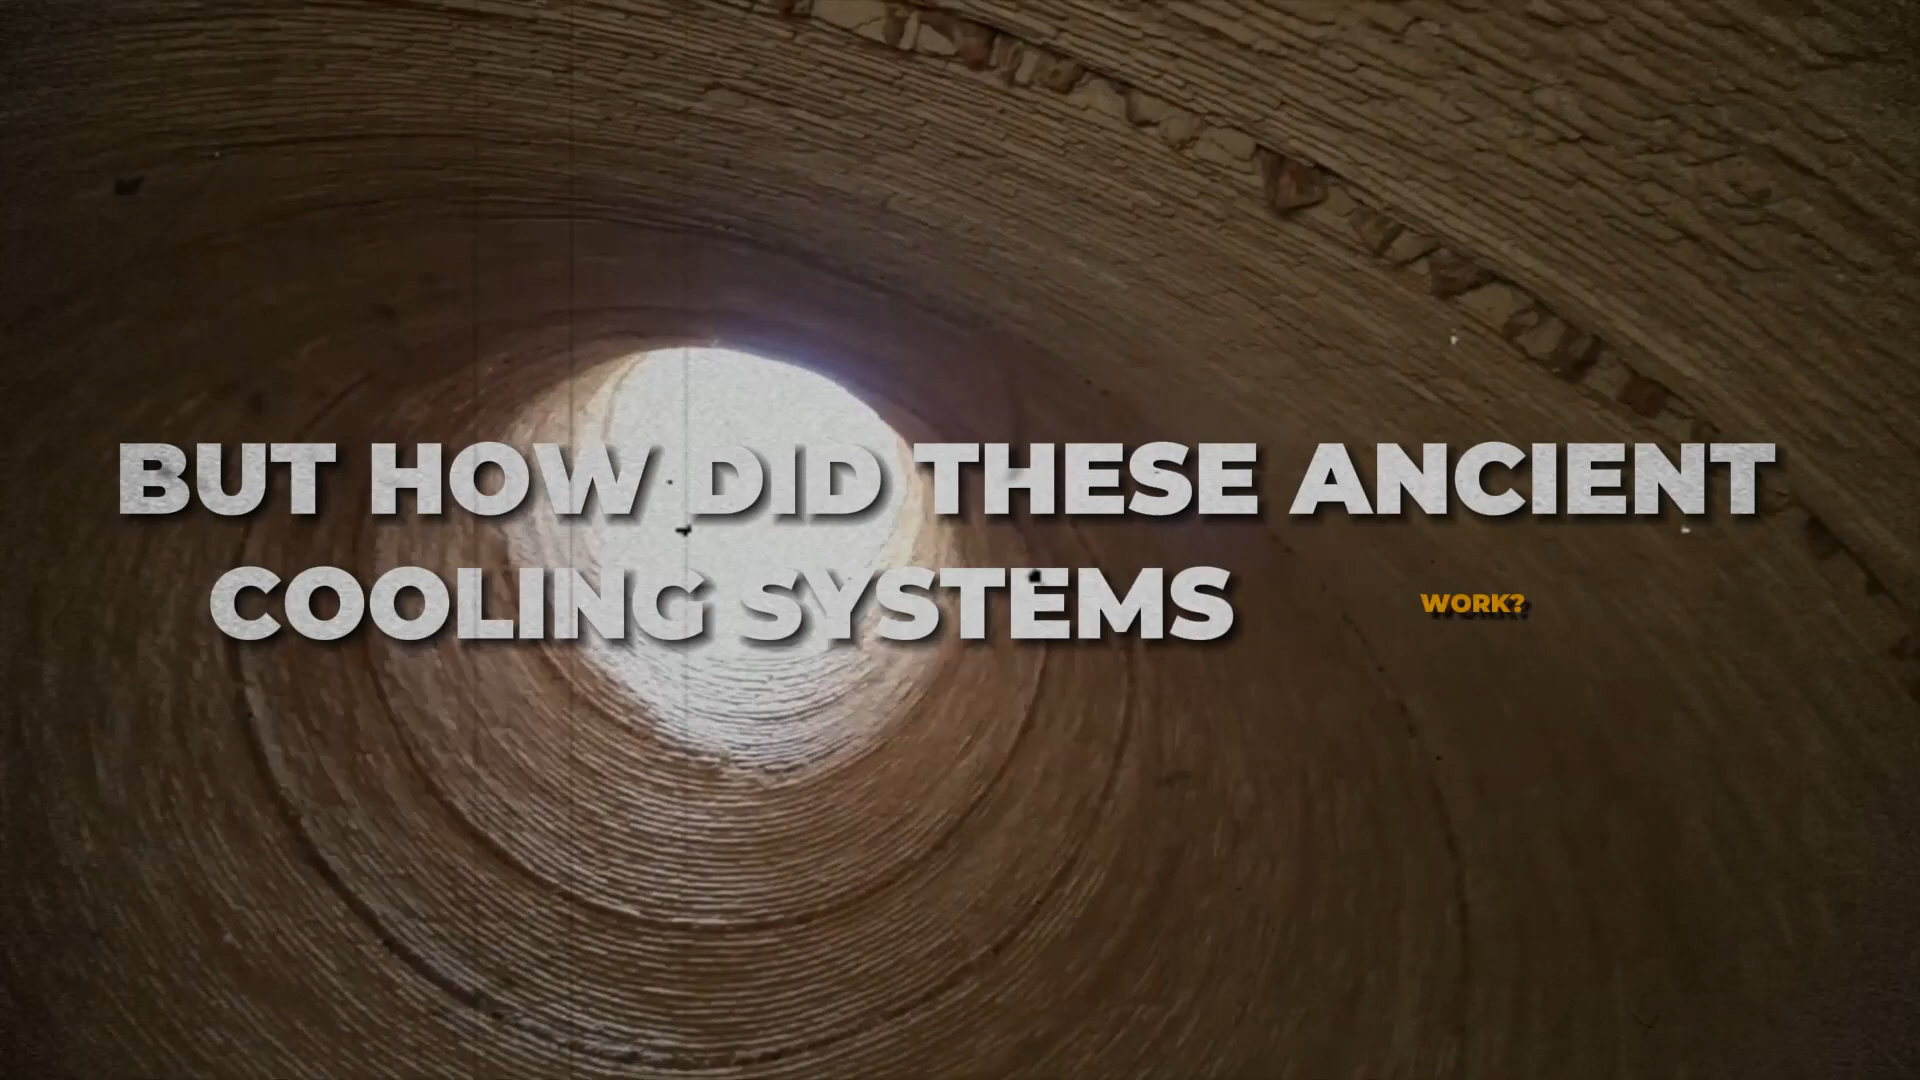 BUT HOW DID THESE ANCIENT
COOLING SYSTEMS WORK?